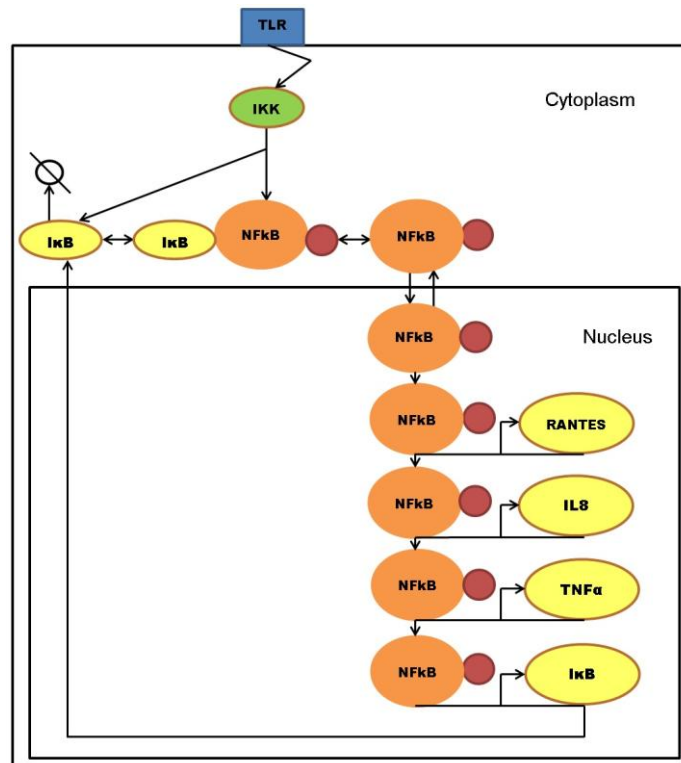 TLR
Cytoplasm
IKK
IκB
IκB
NFkB
NFkB
Nucleus
NFkB
NFkB
RANTES
NFkB
IL8
NFkB
TNFα
NFkB
IκB